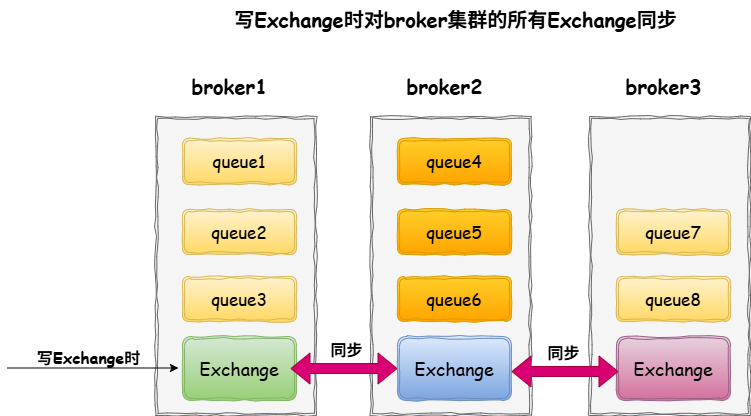 写Exchange时对broker集群的所有Exchange同步
broker1
broker2
broker3
queue1
queue4
queue2
queue5
queue7
queue3
queue6
queue8
写Exchange时
Exchange
同步
Exchange
同步
Exchange